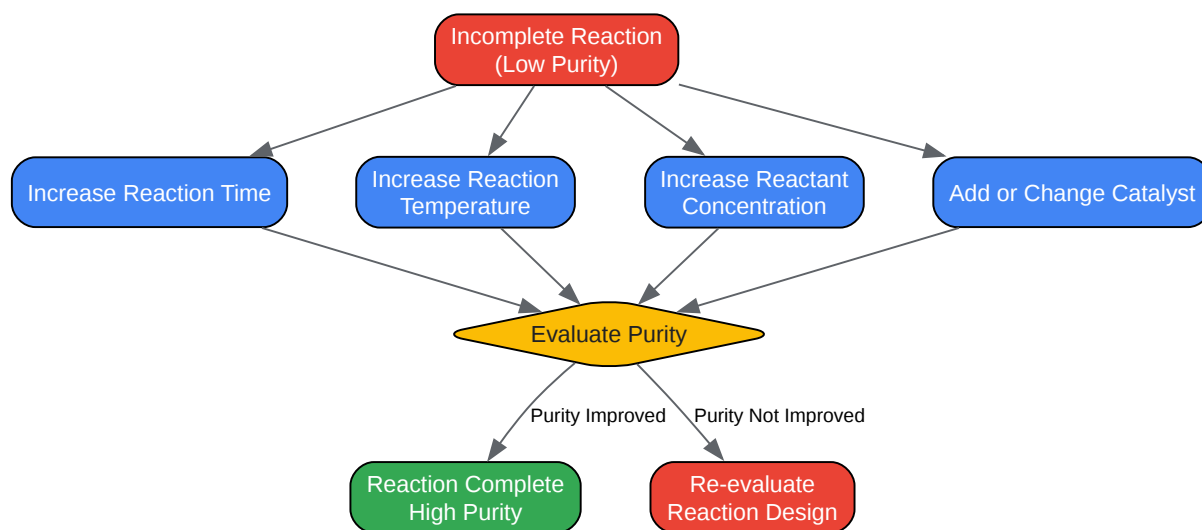 Incomplete Reaction
(Low Purity)
Increase Reaction Time
Increase Reaction
Temperature
Increase Reactant
Concentration
Add or Change Catalyst
Evaluate Purity
Purity Improved
Purity Not Improved
Reaction Complete
High Purity
Re-evaluate
Reaction Design